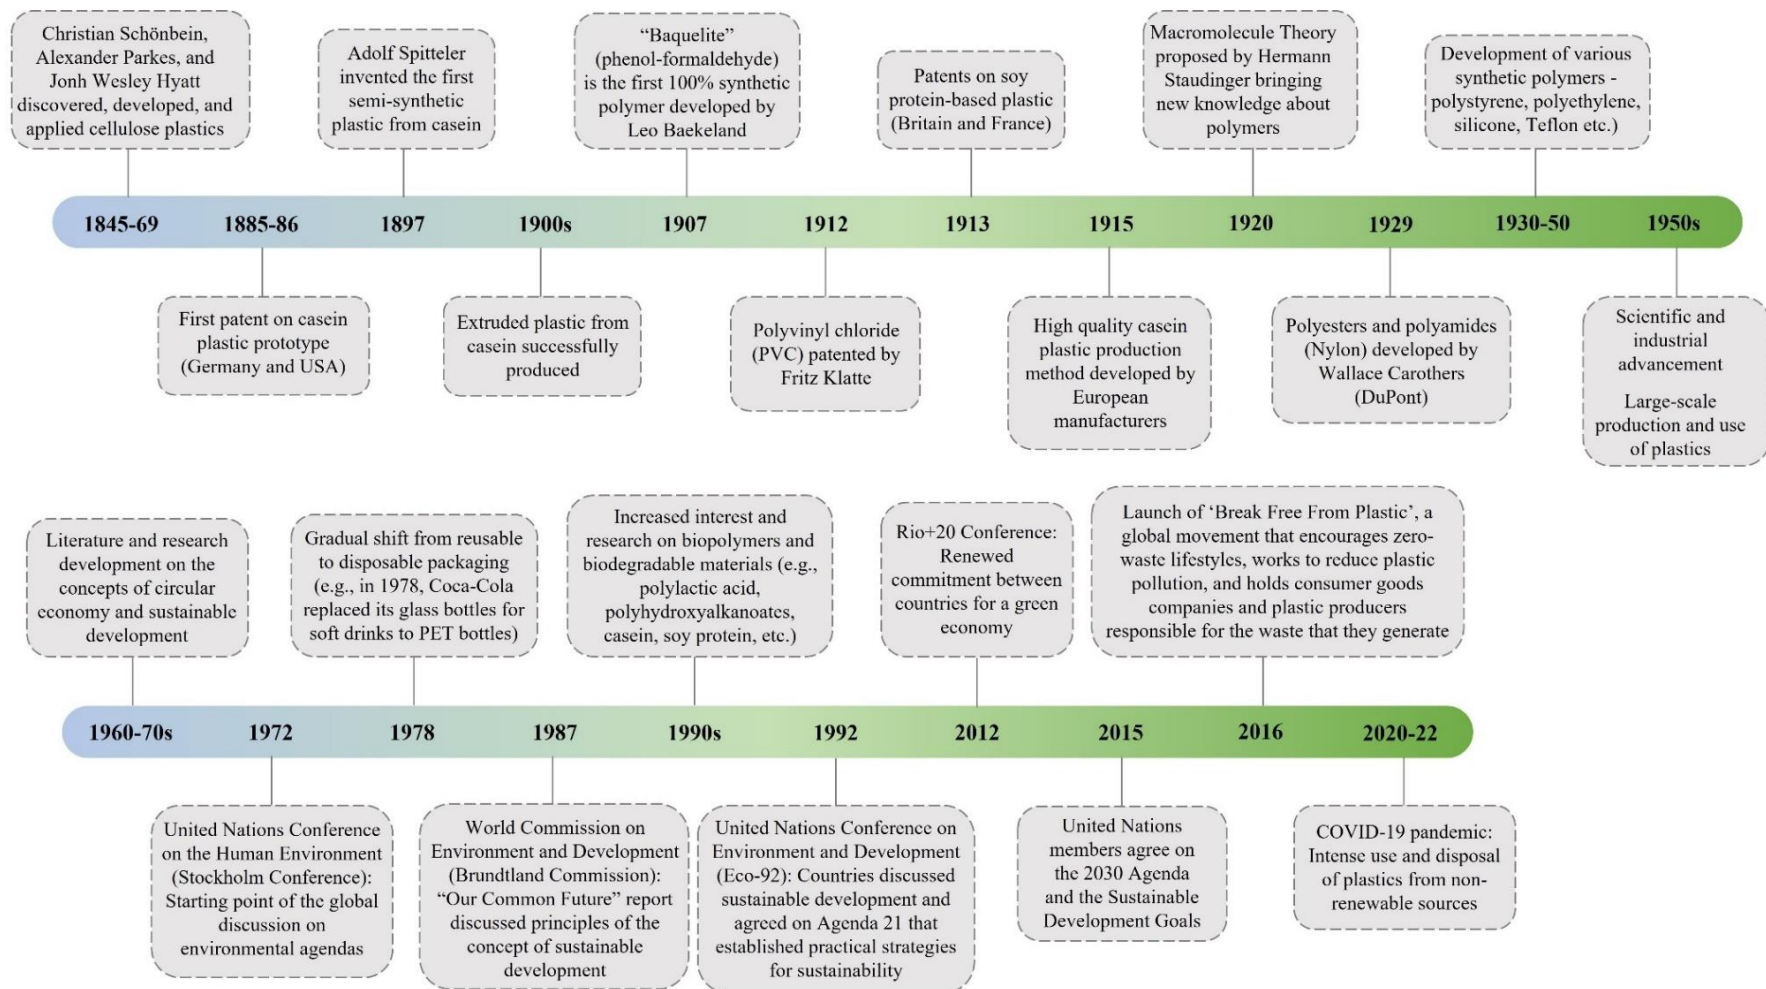 Christian Schönbein,
Alexander Parkes, and
Jonh Wesley Hyatt
discovered, developed, and
applied cellulose plastics
Adolf Spitteler
invented the first
semi-synthetic
plastic from casein
“Baquelite”
(phenol-formaldehyde)
is the first 100% synthetic
polymer developed by
Leo Baekeland
Patents on soy
protein-based plastic
(Britain and France)
Macromolecule Theory
proposed by Hermann
Staudinger bringing
new knowledge about
polymers
Development of various
synthetic polymers -
polystyrene, polyethylene,
silicone, Teflon etc.)
1845-69 1885-86 1897 1900s 1907 1912 1913 1915 1920 1929 1930-50 1950s
First patent on casein
plastic prototype
(Germany and USA)
Extruded plastic from
casein successfully
produced
Polyvinyl chloride
(PVC) patented by
Fritz Klatte
High quality casein
plastic production
method developed by
European
manufacturers
Polyesters and polyamides
(Nylon) developed by
Wallace Carothers
(DuPont)
Scientific and
industrial
advancement
Large-scale
production and use
of plastics
Literature and research
development on the
concepts of circular
economy and sustainable
development
Gradual shift from reusable
to disposable packaging
(e.g., in 1978, Coca-Cola
replaced its glass bottles for
soft drinks to PET bottles)
Increased interest and
research on biopolymers and
biodegradable materials (e.g.,
polylactic acid,
polyhydroxyalkanoates,
casein, soy protein, etc.)
Rio+20 Conference:
Renewed
commitment between
countries for a green
economy
Launch of ‘Break Free From Plastic’, a
global movement that encourages zero-
waste lifestyles, works to reduce plastic
pollution, and holds consumer goods
companies and plastic producers
responsible for the waste that they generate
1960-70s 1972 1978 1987 1990s 1992 2012 2015 2016 2020-22
United Nations Conference
on the Human Environment
(Stockholm Conference):
Starting point of the global
discussion on
environmental agendas
World Commission on
Environment and Development
(Brundtland Commission):
“Our Common Future” report
discussed principles of the
concept of sustainable
development
United Nations Conference on
Environment and Development
(Eco-92): Countries discussed
sustainable development and
agreed on Agenda 21 that
established practical strategies
for sustainability
United Nations
members agree on
the 2030 Agenda
and the Sustainable
Development Goals
COVID-19 pandemic:
Intense use and disposal
of plastics from non-
renewable sources